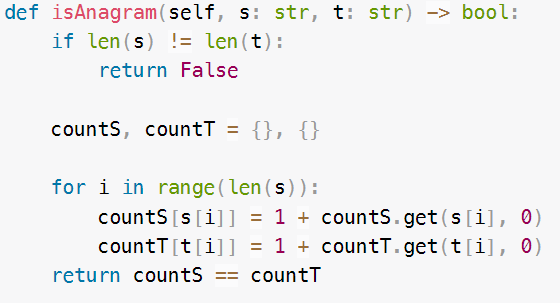 def isAnagram(self, s: str, t: str) -> bool:
    if len(s) != len(t):
        return False

    countS, countT = {}, {}

    for i in range(len(s)):
        countS[s[i]] = 1 + countS.get(s[i], 0)
        countT[t[i]] = 1 + countT.get(t[i], 0)
    return countS == countT